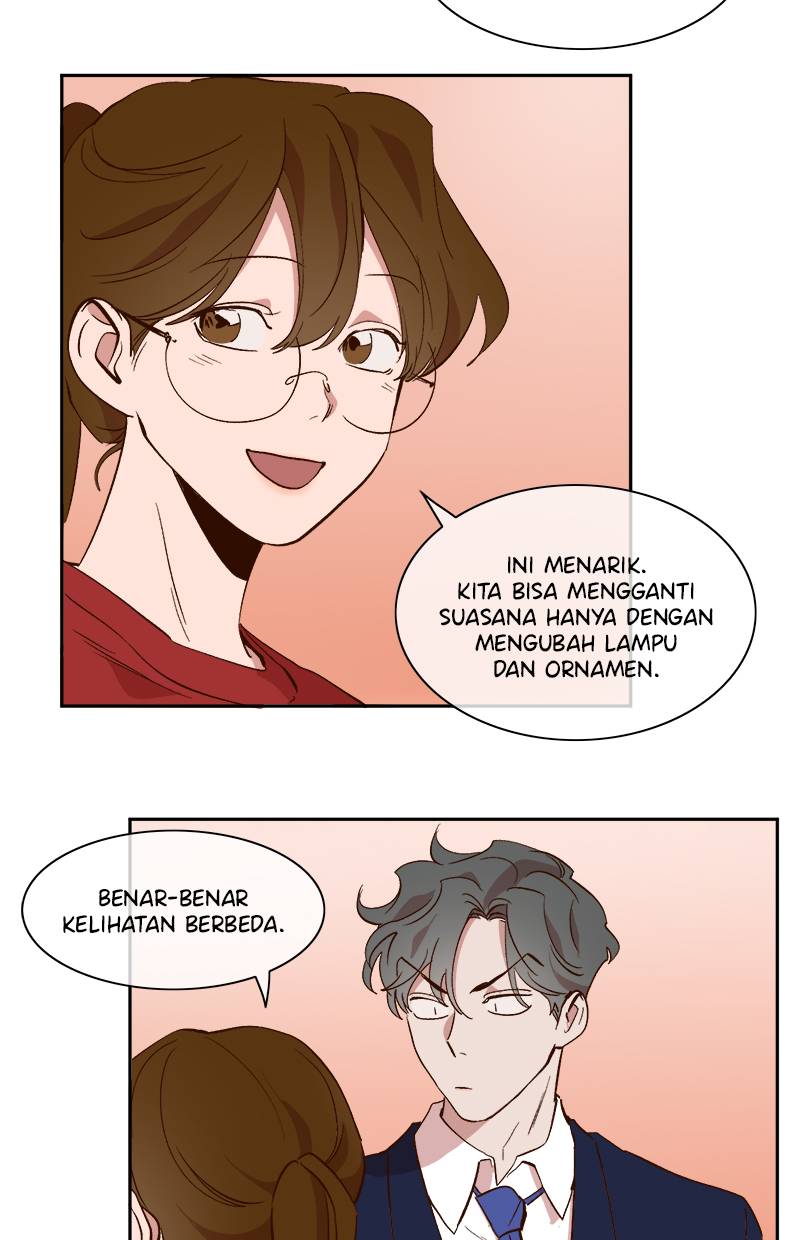 INI MENARIK.
KITA BISA MENGGANTI
SUASANA HANYA DENGAN
MENGUBAH LAMPU
DAN ORNAMEN.
BENAR-BENAR
KELIHATAN BERBEDA.